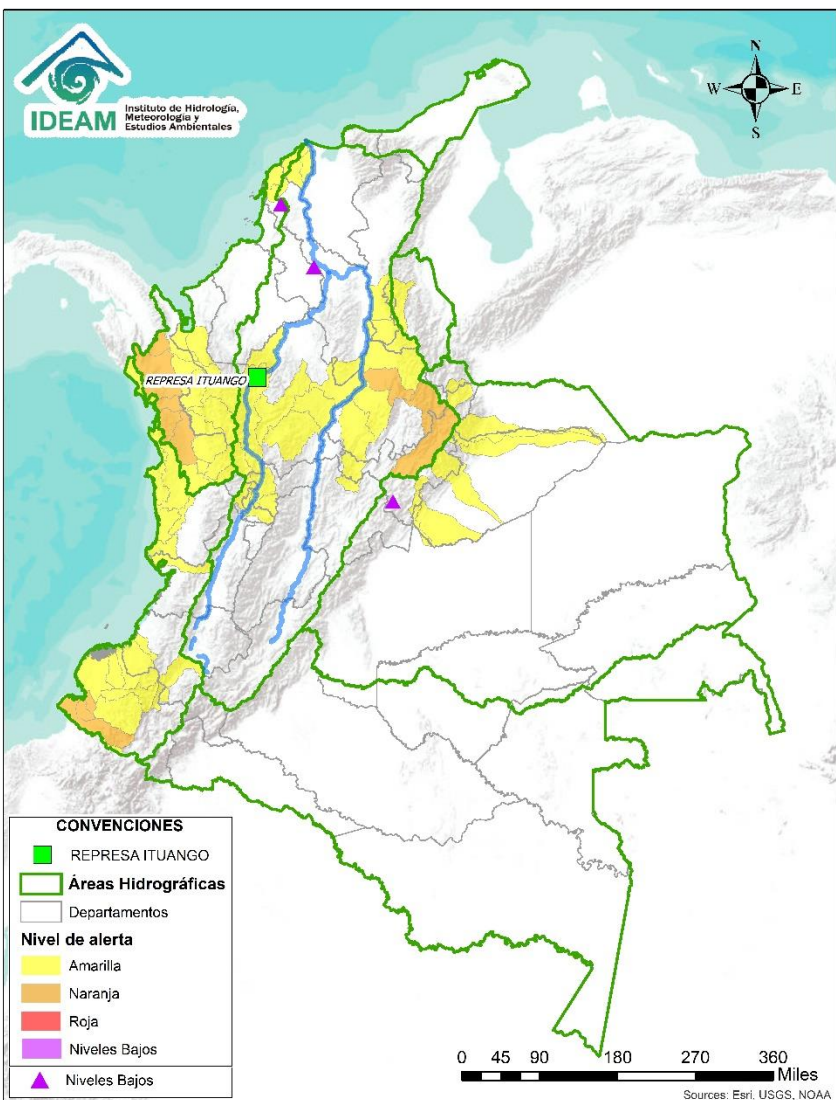 IDEAM
Instituto de Hidrología,
Meteorología y
Estudios Ambientales
N
W
E
S
REPRESA ITUANGO
CONVENCIONES
REPRESA ITUANGO
Áreas Hidrográficas
Departamentos
Nivel de alerta
Amarilla
Naranja
Roja
Niveles Bajos
Niveles Bajos
0 45 90 180 270 360
Miles
Sources: Esri, USGS, NOAA